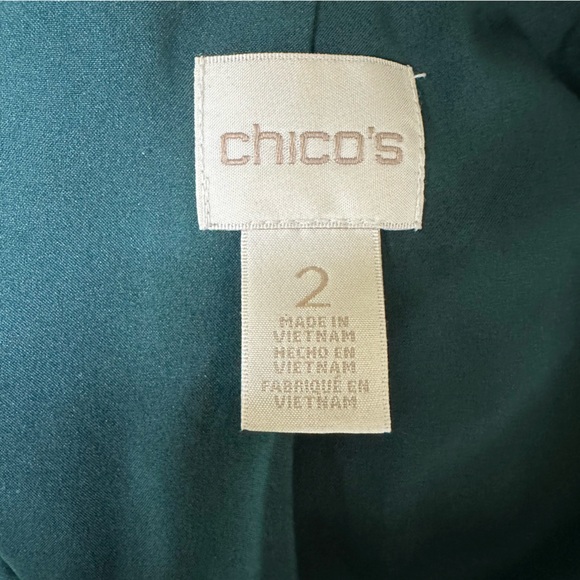 chico's
2
MADE IN
VIETNAM
HECHO EN
VIETNAM
FABRIQUÉ EN
VIETNAM